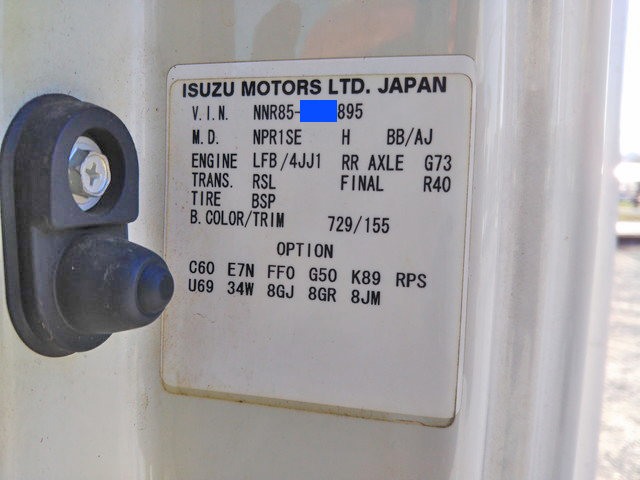 ISUZU MOTORS LTD. JAPAN
V.I.N. NNR85- 895
M.D. NPR1SE H BB/AJ
ENGINE LFB/4JJ1 RR AXLE G73
TRANS. RSL FINAL R40
TIRE BSP
B.COLOR/TRIM 729/155
OPTION
C60 E7N FF0 G50 K89 RPS
U69 34W 8GJ 8GR 8JM